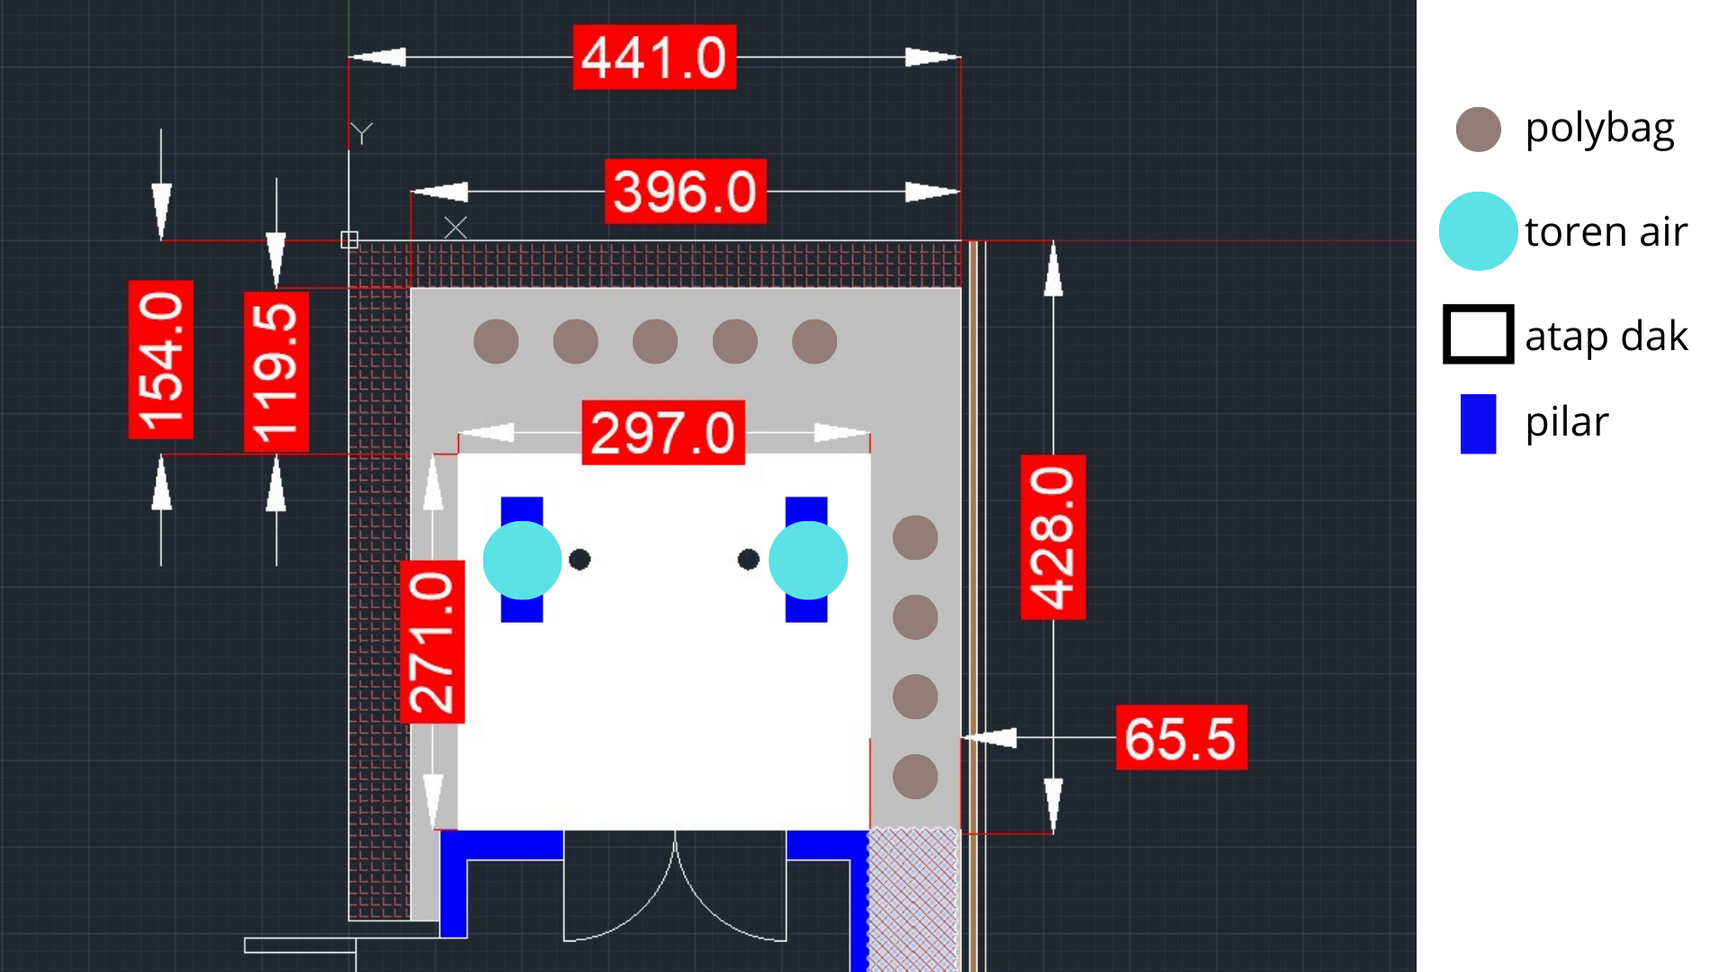 441.0
Y
396.0
X
154.0
119.5
297.0
271.0
428.0
65.5
polybag
toren air
atap dak
pilar